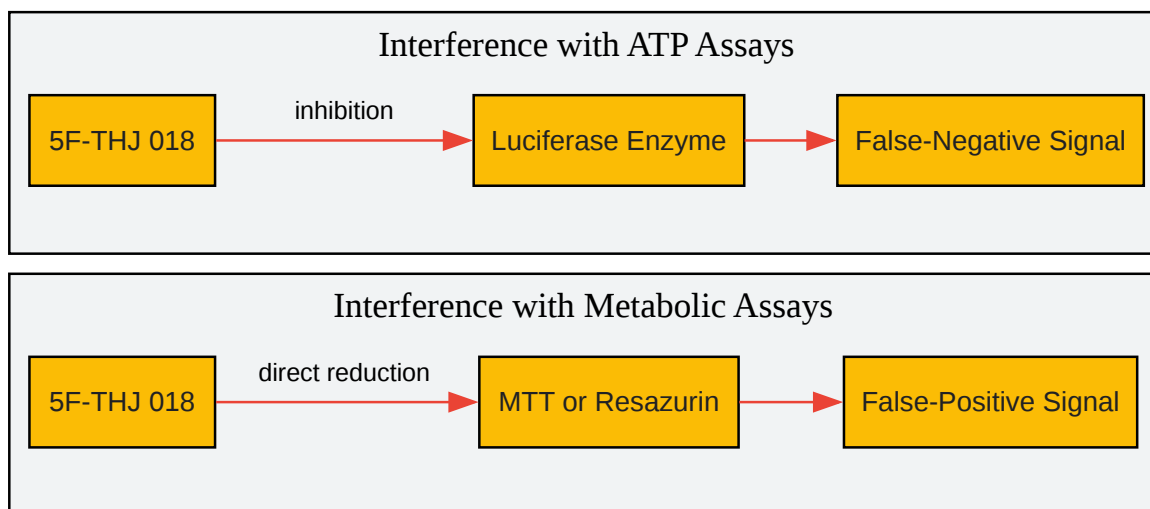 Interference with ATP Assays
5F-THJ 018
inhibition
Luciferase Enzyme
False-Negative Signal
Interference with Metabolic Assays
5F-THJ 018
direct reduction
MTT or Resazurin
False-Positive Signal